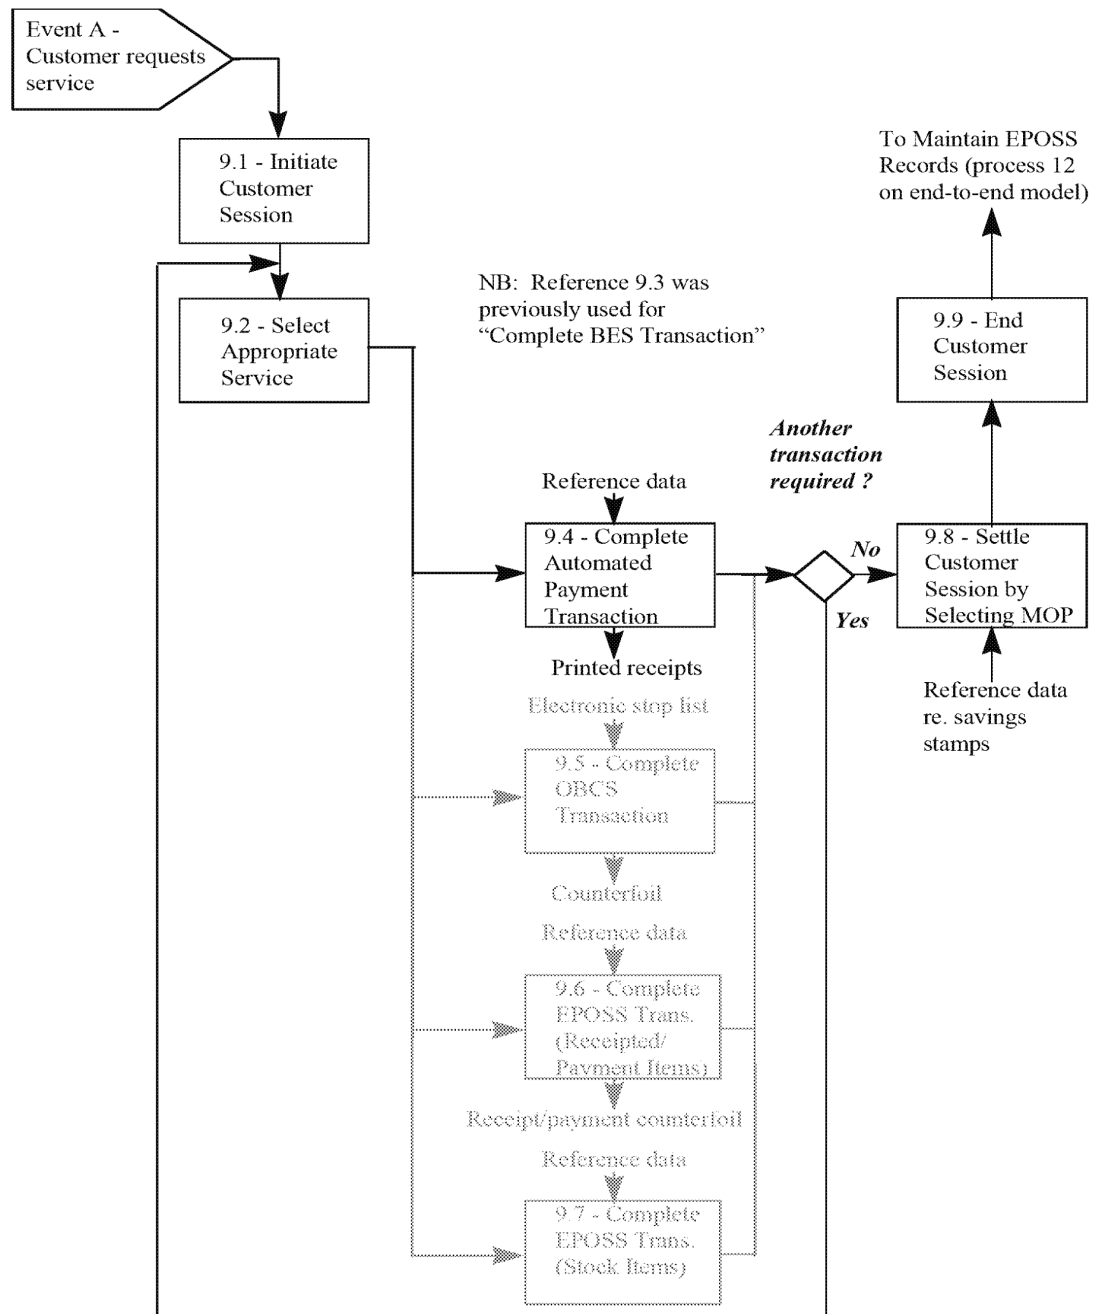 Event A -
Customer requests
service
9.1 - Initiate
Customer
Session
9.2 - Select
Appropriate
Service
NB:  Reference 9.3 was
previously used for
“Complete BES Transaction”
To Maintain EPOSS
Records (process 12
on end-to-end model)
9.9 - End
Customer
Session
Another
transaction
required ?
Reference data
9.4 - Complete
Automated
Payment
Transaction
No
Yes
9.8 - Settle
Customer
Session by
Selecting MOP
Printed receipts
Reference data
re. savings
stamps
Electronic stop list
9.5 - Complete
OBCS
Transaction
Counterfoil
Reference data
9.6 - Complete
EPOSS Trans.
(Receipted/
Payment Items)
Receipt/payment counterfoil
Reference data
9.7 - Complete
EPOSS Trans.
(Stock Items)